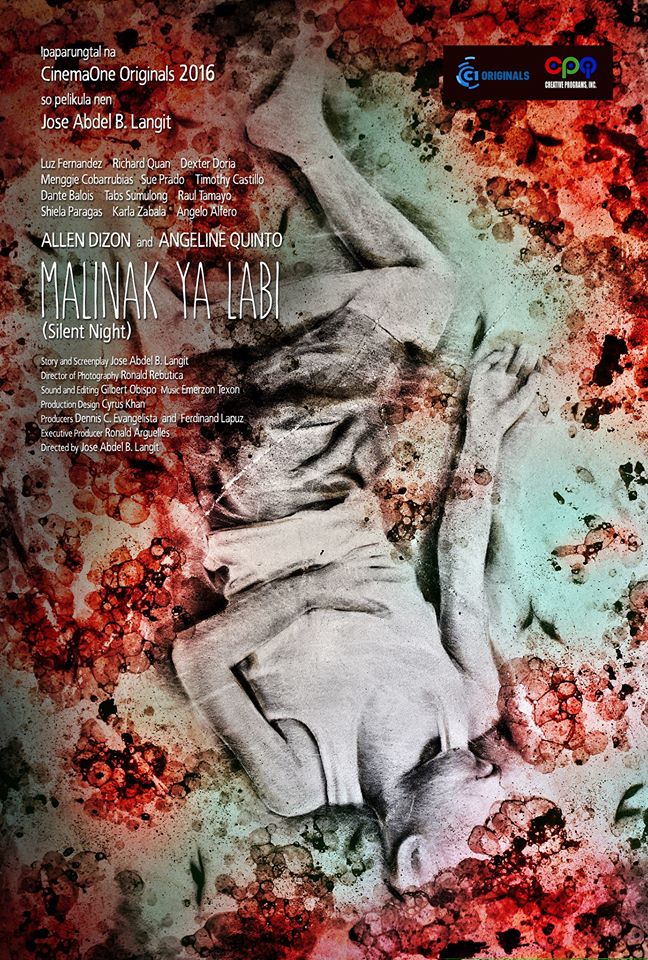 Ipaparungtal na
CinemaOne Originals 2016
so pelikula nen
Jose Abdel B. Langit
C1 ORIGINALS
CPI
CREATIVE PROGRAMS, INC.
Luz Fernandez Richard Quan Dexter Doria
Menggie Cobarrubias Sue Prado Timothy Castillo
Dante Balois Tabs Sumulong Raul Tamayo
Shiela Paragas Karla Zabala Angelo Alfero
ALLEN DIZON and ANGELINE QUINTO
MALINAK YA LABI
(Silent Night)
Story and Screenplay Jose Abdel B. Langit
Director of Photography Ronald Rebutica
Sound and Editing Gilbert Obispo Music Emerzon Texon
Production Design Cyrus Khan
Producers Dennis C. Evangelista and Ferdinand Lapuz
Executive Producer Ronald Arguelles
Directed by Jose Abdel B. Langit